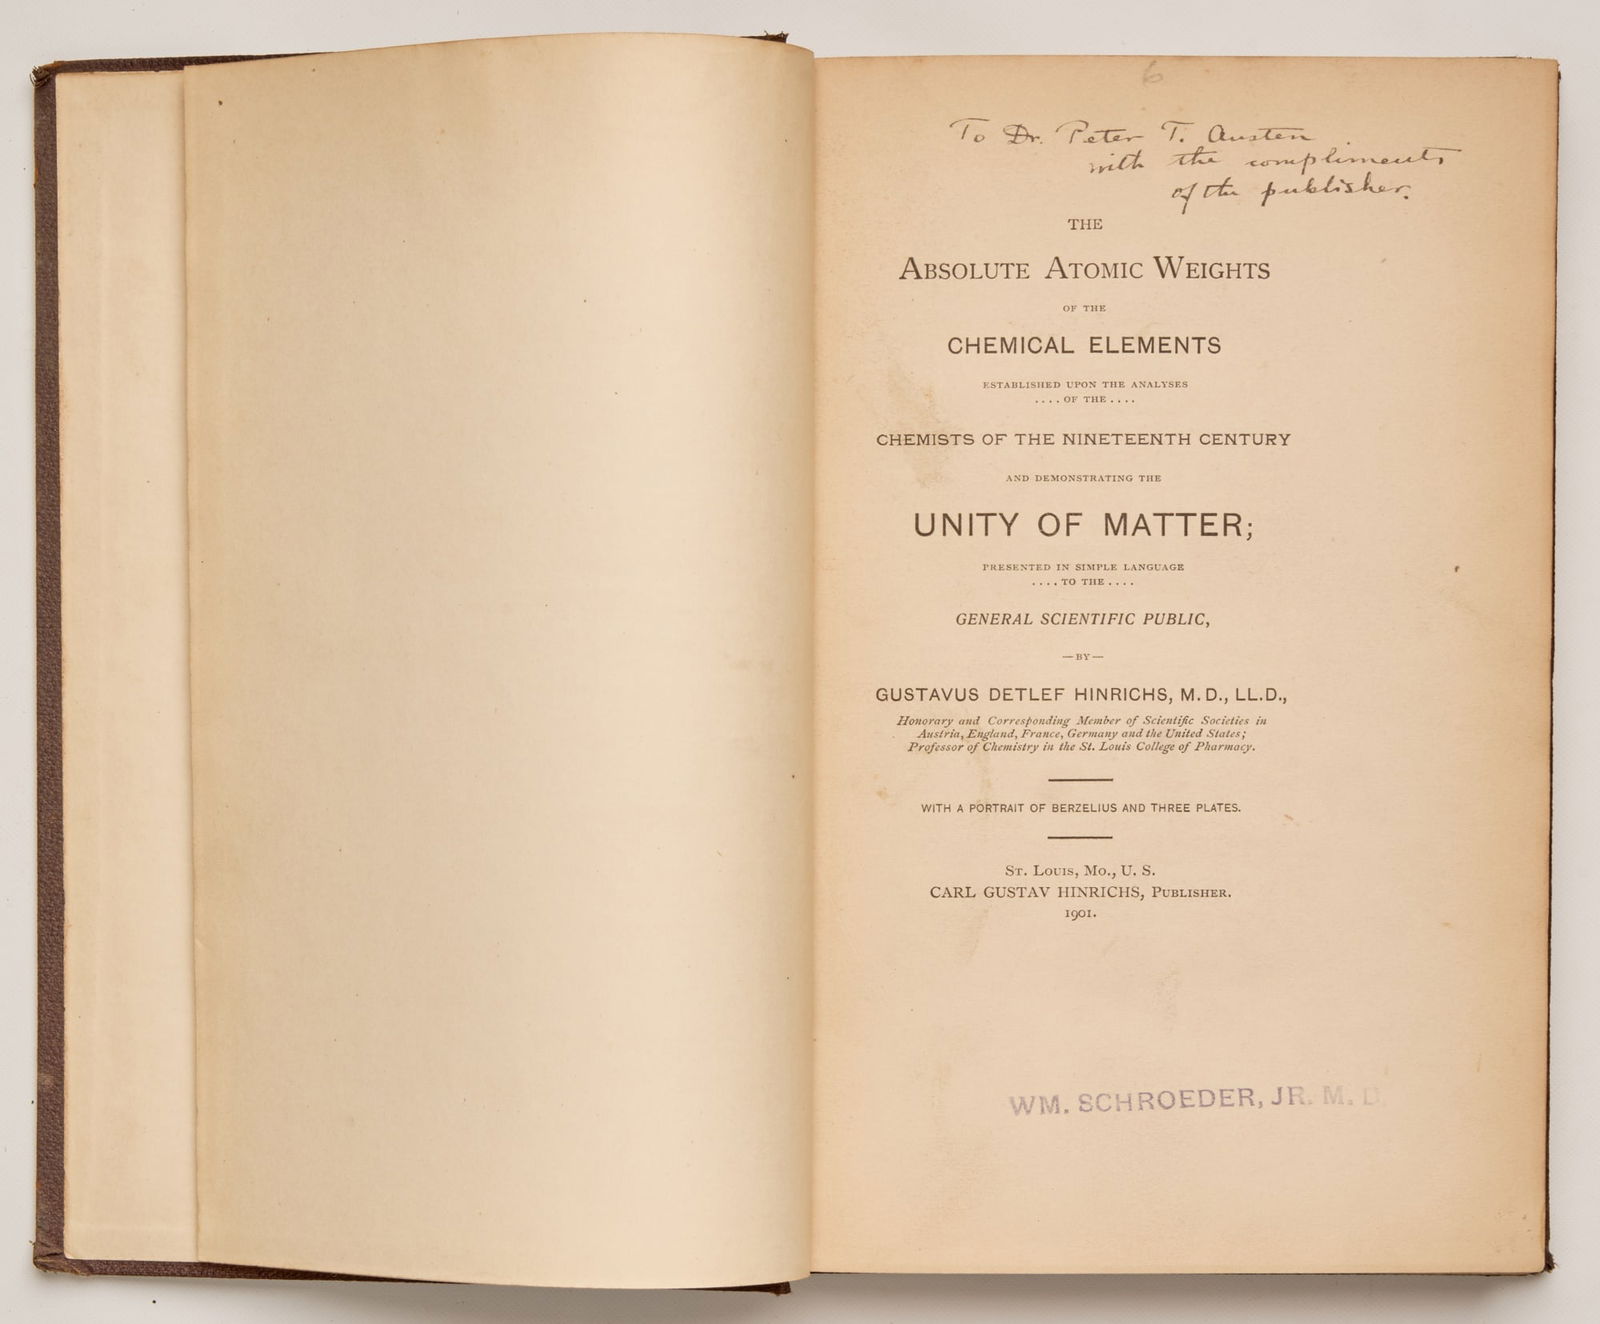 6
To Dr. Peter T. Austen
with the compliments
of the publisher.
THE
ABSOLUTE ATOMIC WEIGHTS
OF THE
CHEMICAL ELEMENTS
ESTABLISHED UPON THE ANALYSES
. . . . OF THE . . . .
CHEMISTS OF THE NINETEENTH CENTURY
AND DEMONSTRATING THE
UNITY OF MATTER;
PRESENTED IN SIMPLE LANGUAGE
. . . . TO THE . . . .
GENERAL SCIENTIFIC PUBLIC,
—BY—
GUSTAVUS DETLEF HINRICHS, M. D., LL.D.,
Honorary and Corresponding Member of Scientific Societies in
Austria, England, France, Germany and the United States;
Professor of Chemistry in the St. Louis College of Pharmacy.
WITH A PORTRAIT OF BERZELIUS AND THREE PLATES.
ST. LOUIS, MO., U. S.
CARL GUSTAV HINRICHS, PUBLISHER.
1901.
WM. SCHROEDER, JR. M. D.